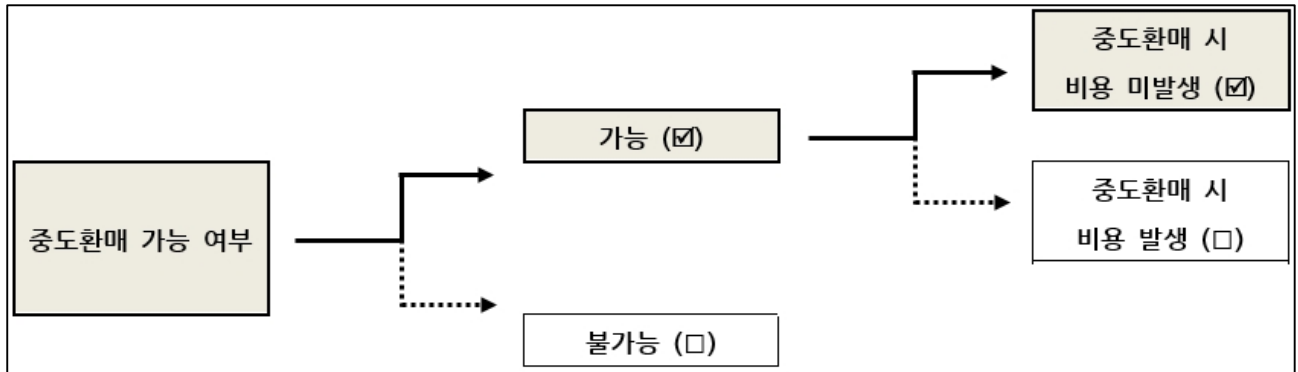 중도환매 가능 여부
가능 (☑)
불가능 (□)
중도환매 시
비용 미발생 (☑)
중도환매 시
비용 발생 (□)